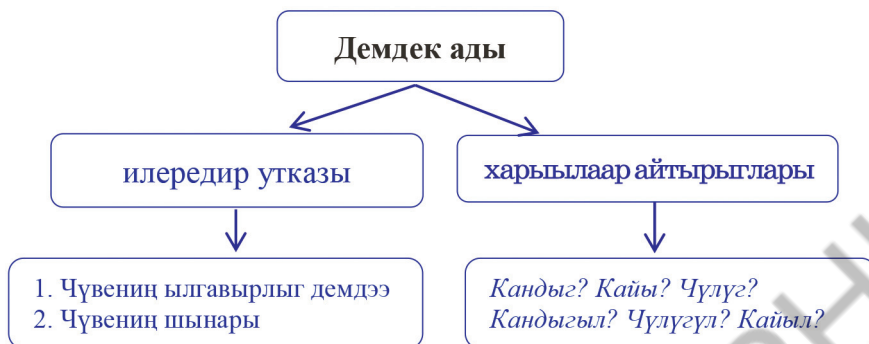 Демдек ады
илередир утказы
харыылаар айтырыглары
1. Чүвениң ылгавырлыг демдээ
2. Чүвениң шынары
Кандыг? Кайы? Чүлүг?
Кандыгыл? Чүлүгүл? Кайыл?